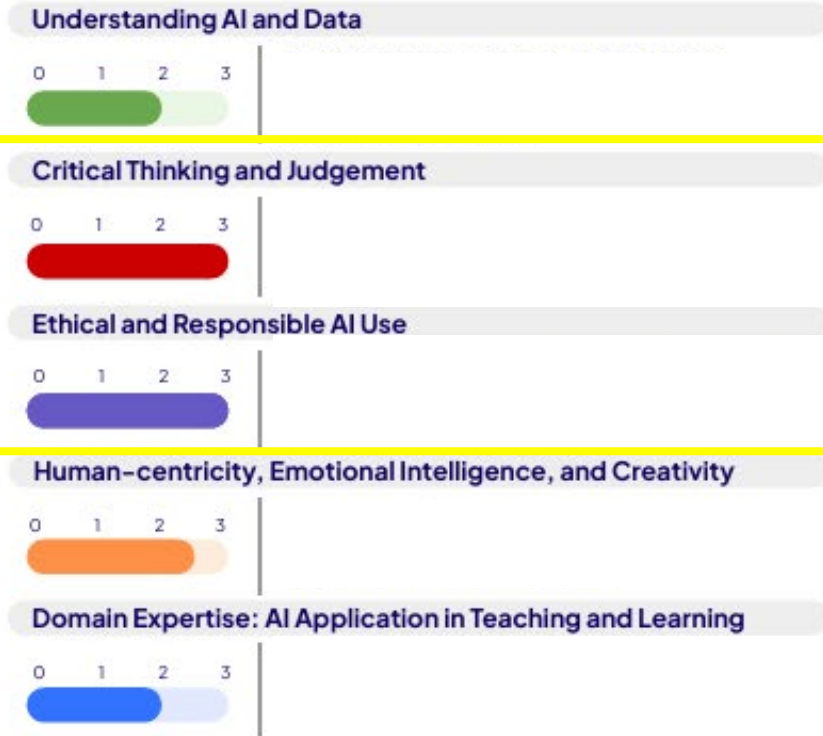 Understanding AI and Data
0 1 2 3
Critical Thinking and Judgement
0 1 2 3
Ethical and Responsible AI Use
0 1 2 3
Human-centricity, Emotional Intelligence, and Creativity
0 1 2 3
Domain Expertise: AI Application in Teaching and Learning
0 1 2 3